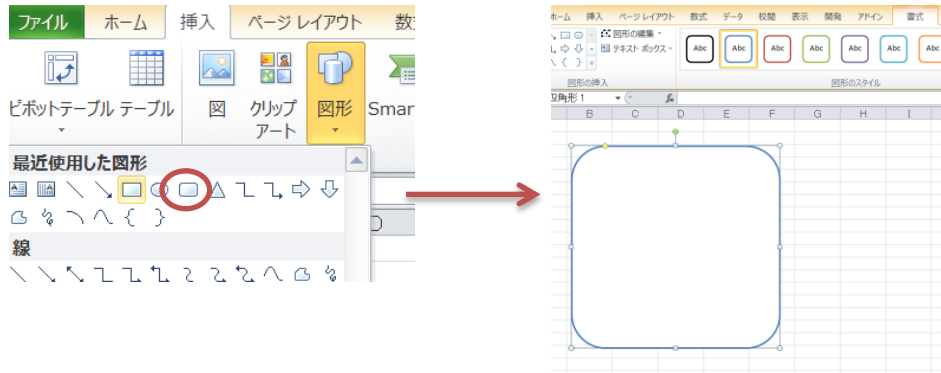 ファイル ホーム 挿入 ページ レイアウト 数
ピボットテーブル テーブル 図 クリップ アート 図形 Smar
最近使用した図形
線
ホーム 挿入 ページ レイアウト 数式 データ 校閲 表示 開発 アドイン 書式
図形の編集
テキスト ボックス
Abc Abc Abc Abc Abc Abc Abc
図形の挿入 図形のスタイル
四角形 1 fx
B C D E F G H I